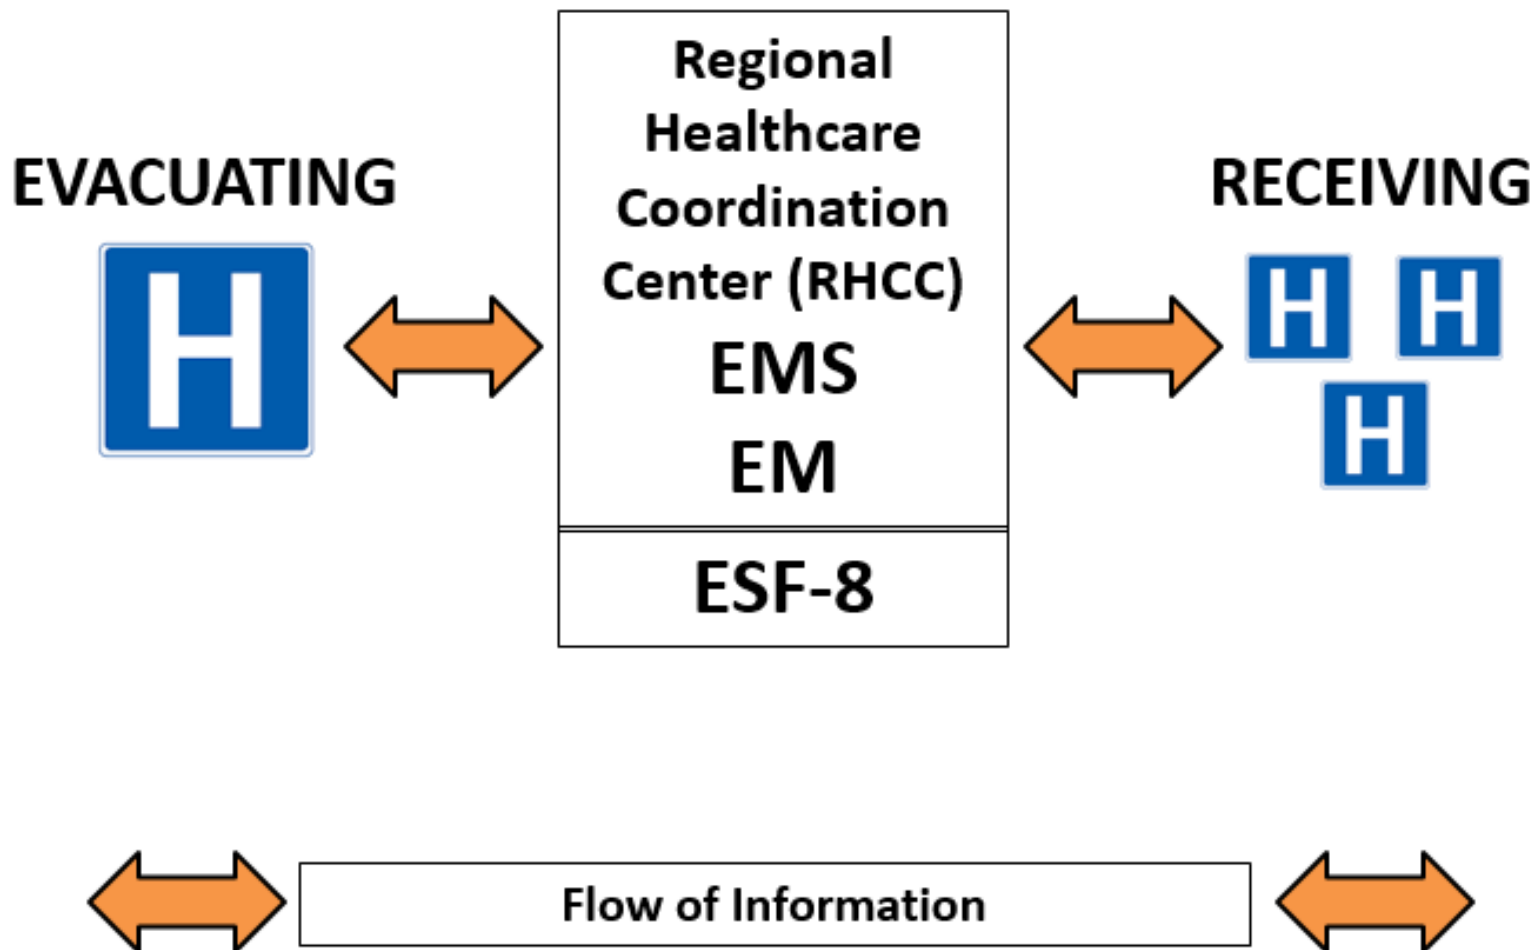 EVACUATING
H
Regional
Healthcare
Coordination
Center (RHCC)
EMS
EM
ESF-8
RECEIVING
H H
H
Flow of Information